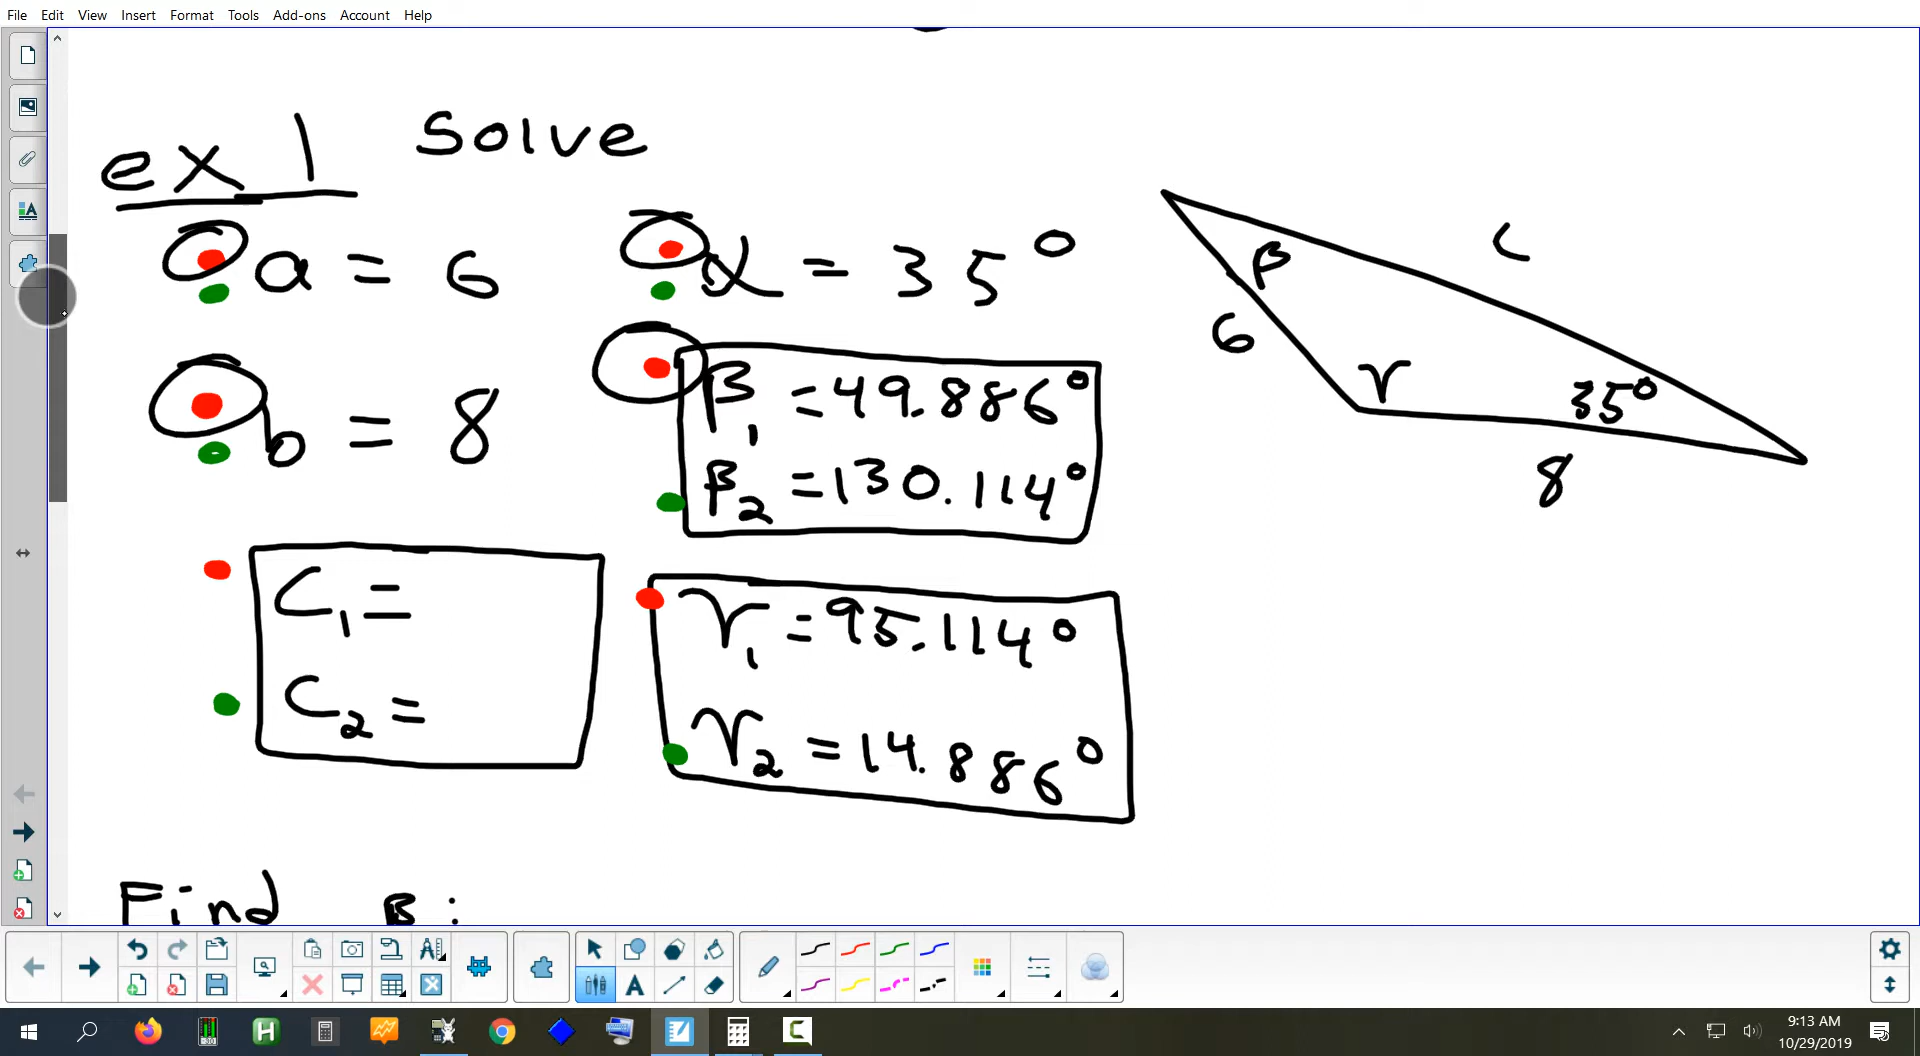 File Edit View Insert Format Tools Add-ons Account Help
ex 1 Solve
a = 6 α = 35°
b = 8
β₁ = 49.886°
β₂ = 130.114°
C₁ =
C₂ =
γ₁ = 95.114°
γ₂ = 14.886°
β
c
6
γ
35°
8
Find β:
9:13 AM
10/29/2019